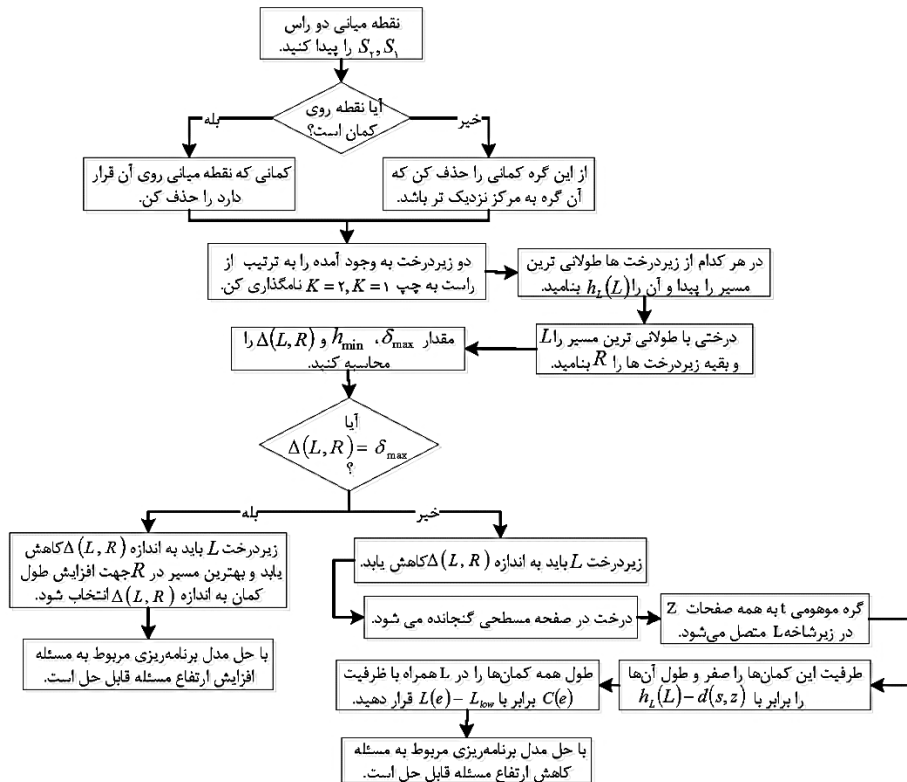 نقطه میانی دو راس
S₂, S₁ را پیدا کنید.
آیا نقطه روی
کمان است؟
بله
خیر
کمانی که نقطه میانی روی آن قرار
دارد را حذف کن.
از این گره کمانی را حذف کن که
آن گره به مرکز نزدیک تر باشد.
دو زیردرخت به وجود آمده را به ترتیب از
راست به چپ K = ۲, K = ۱ نامگذاری کن.
در هر کدام از زیردرخت ها طولانی ترین
مسیر را پیدا و آن را h_L(L) بنامید.
درختی با طولانی ترین مسیر را L
و بقیه زیردرخت ها را R بنامید.
مقدار h_min ، δ_max و Δ(L, R) را
محاسبه کنید.
آیا
Δ(L, R) = δ_max
؟
بله
خیر
زیردرخت L باید به اندازه Δ(L, R) کاهش
یابد و بهترین مسیر در R جهت افزایش طول
کمان به اندازه Δ(L, R) انتخاب شود.
با حل مدل برنامه‌ریزی مربوط به مسئله
افزایش ارتفاع مسئله قابل حل است.
زیردرخت L باید به اندازه Δ(L, R) کاهش یابد.
درخت در صفحه مسطحی گنجانده می شود.
گره موهومی t به همه صفحات Z
در زیرشاخه L متصل می‌شود.
ظرفیت این کمان‌ها را صفر و طول آن‌ها
را برابر با h_L(L) − d(s, z)
طول همه کمان‌ها را در L همراه با ظرفیت
C(e) برابر با L(e) − L_low قرار دهید.
با حل مدل برنامه‌ریزی مربوط به مسئله
کاهش ارتفاع مسئله قابل حل است.